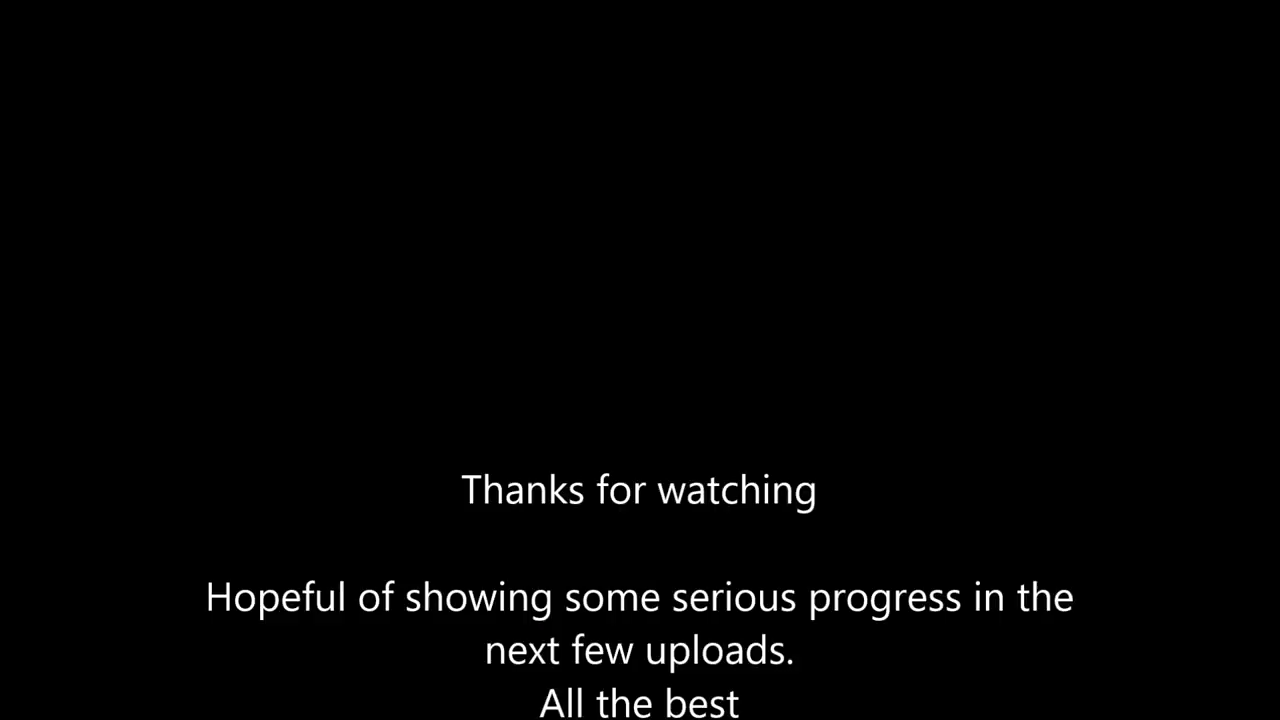 Thanks for watching
Hopeful of showing some serious progress in the
next few uploads.
All the best